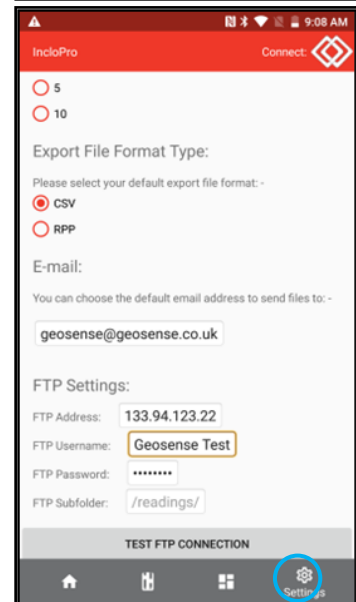 9:08 AM
IncloPro Connect:
5
10
Export File Format Type:
Please select your default export file format: -
CSV
RPP
E-mail:
You can choose the default email address to send files to: -
geosense@geosense.co.uk
FTP Settings:
FTP Address: 133.94.123.22
FTP Username: Geosense Test
FTP Password: ••••••••
FTP Subfolder: /readings/
TEST FTP CONNECTION
Settings